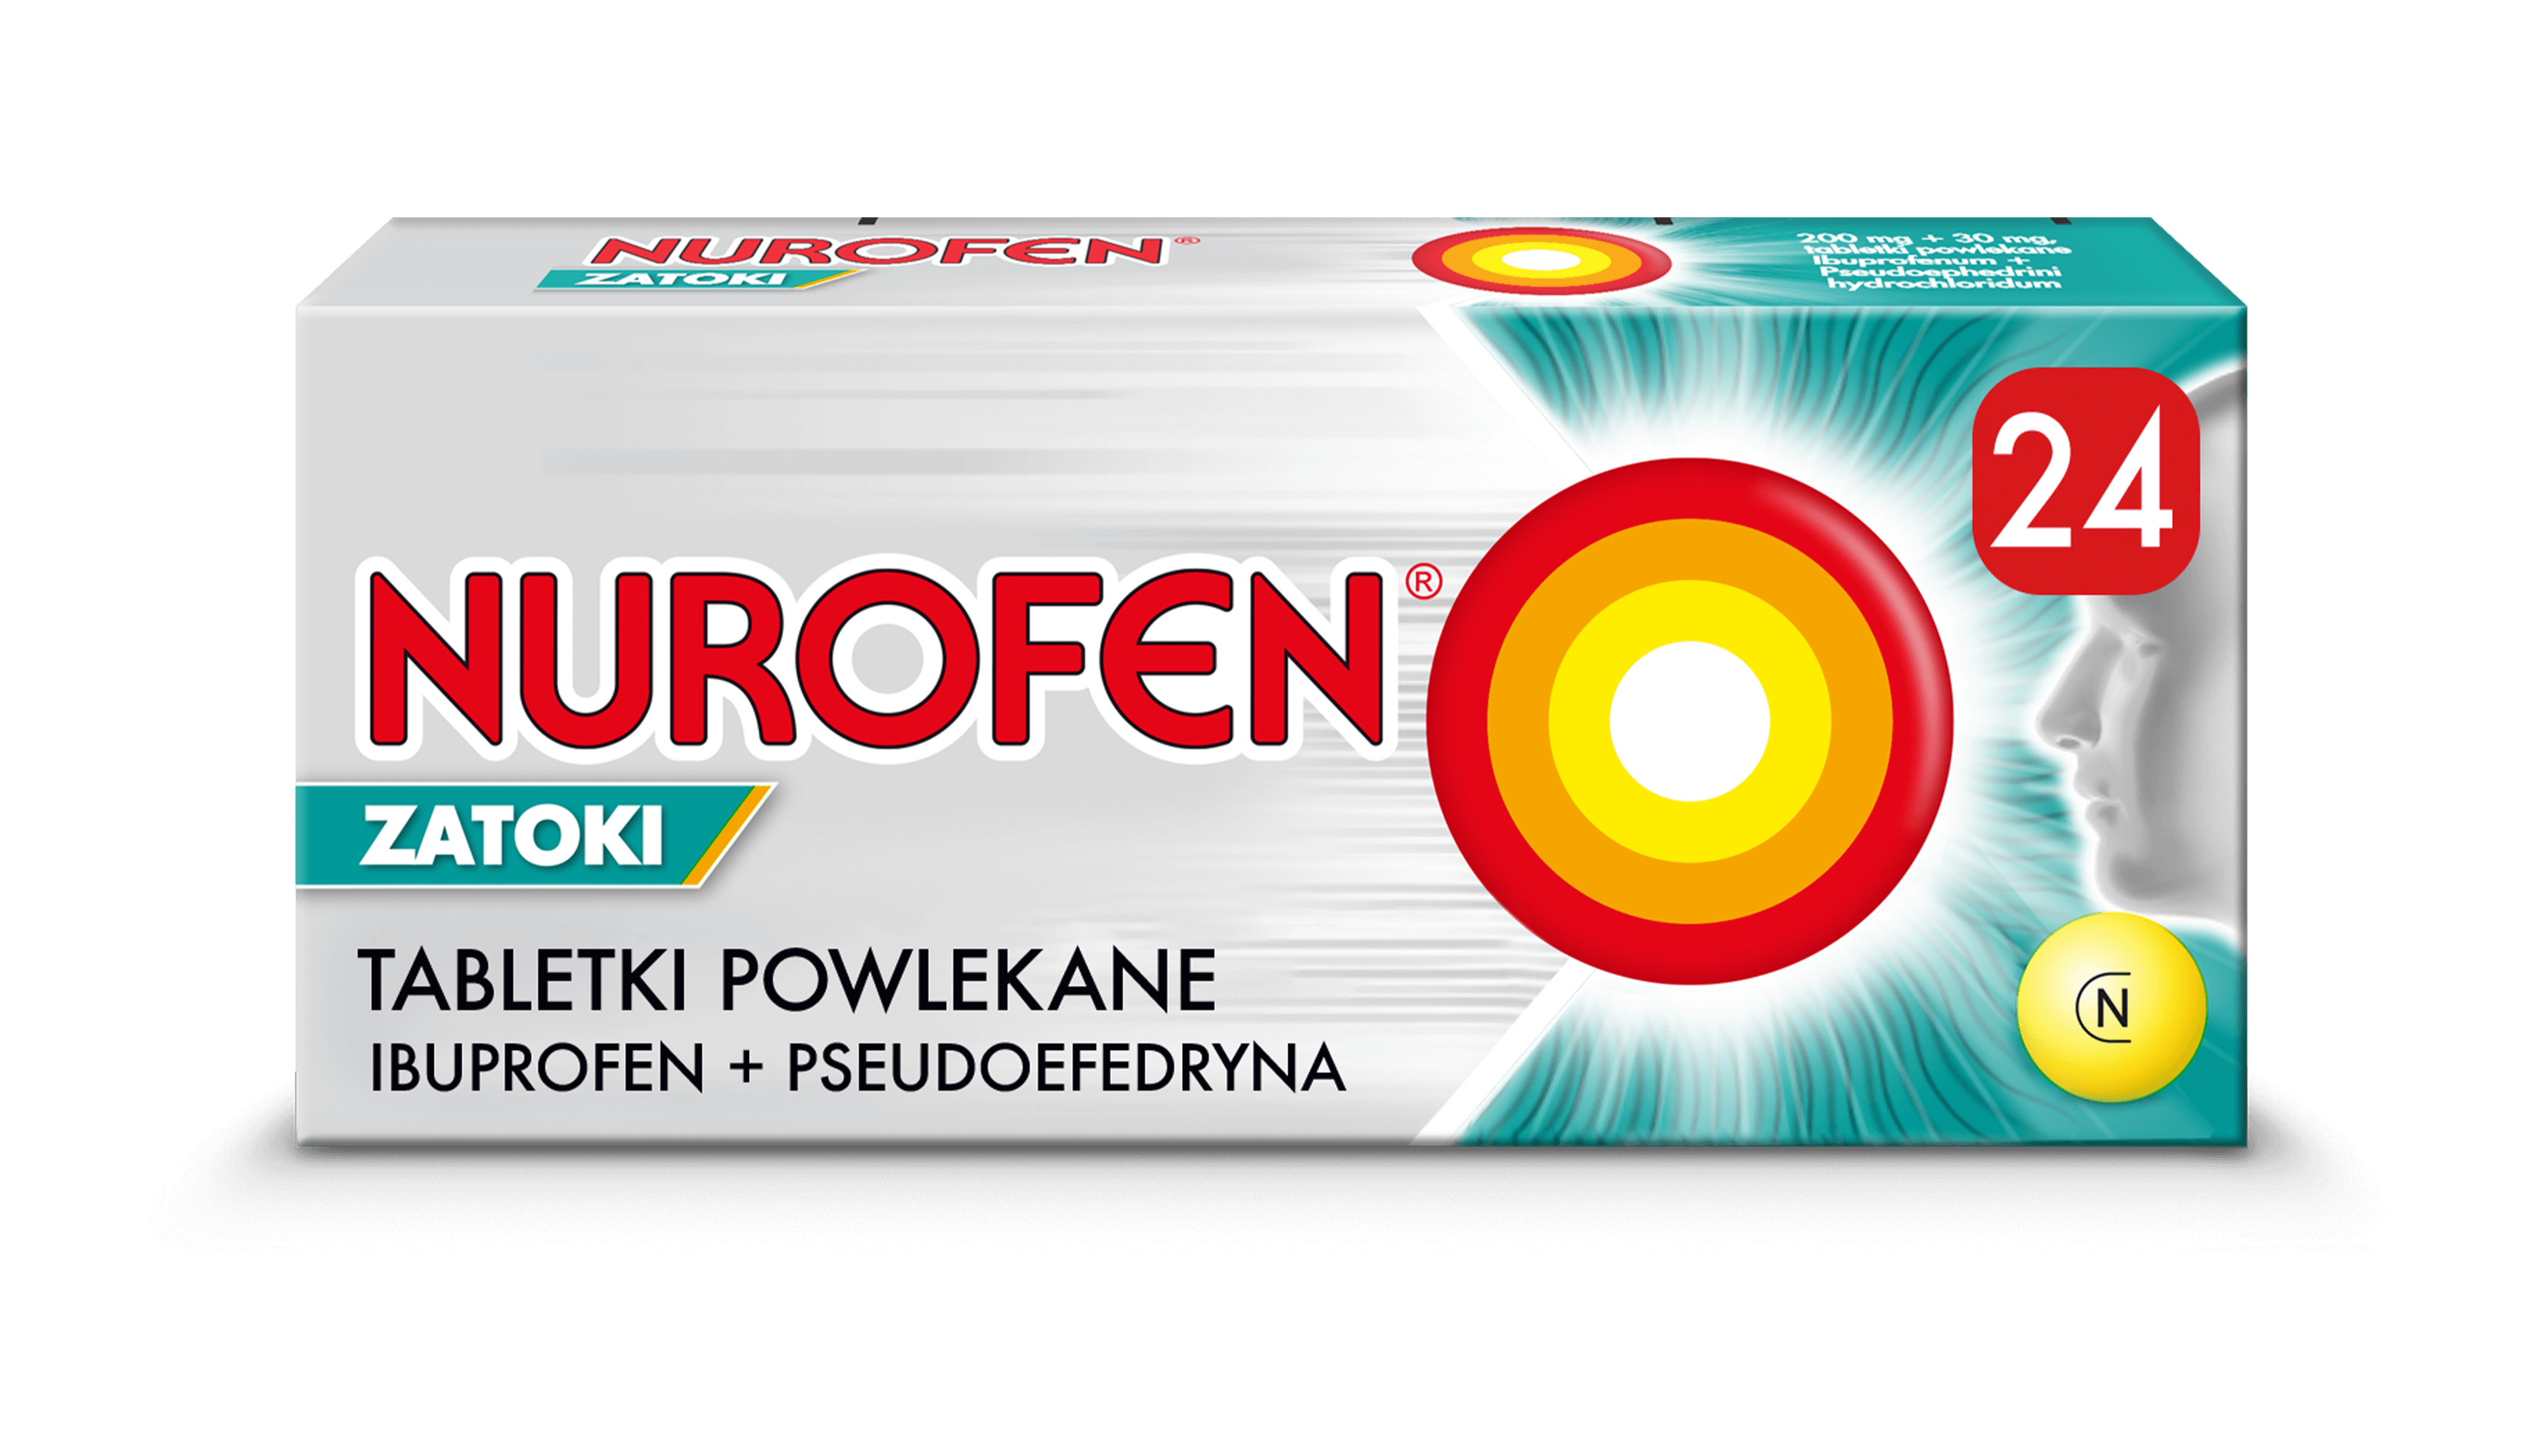 NUROFEN®
ZATOKI
200 mg + 30 mg,
tabletki powlekane
Ibuprofenum +
Pseudoephedrini
hydrochloridum
24
NUROFEN®
ZATOKI
TABLETKI POWLEKANE
IBUPROFEN + PSEUDOEFEDRYNA
N